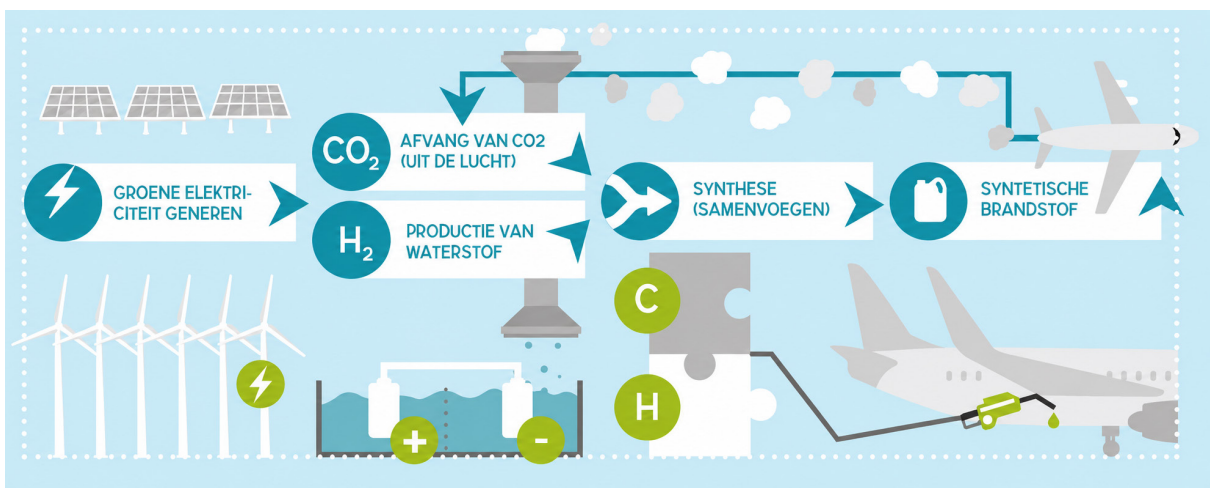 GROENE ELEKTRI-
CITEIT GENEREN
CO₂
AFVANG VAN CO2
(UIT DE LUCHT)
H₂
PRODUCTIE VAN
WATERSTOF
SYNTHESE
(SAMENVOEGEN)
SYNTETISCHE
BRANDSTOF
C
H
+
-